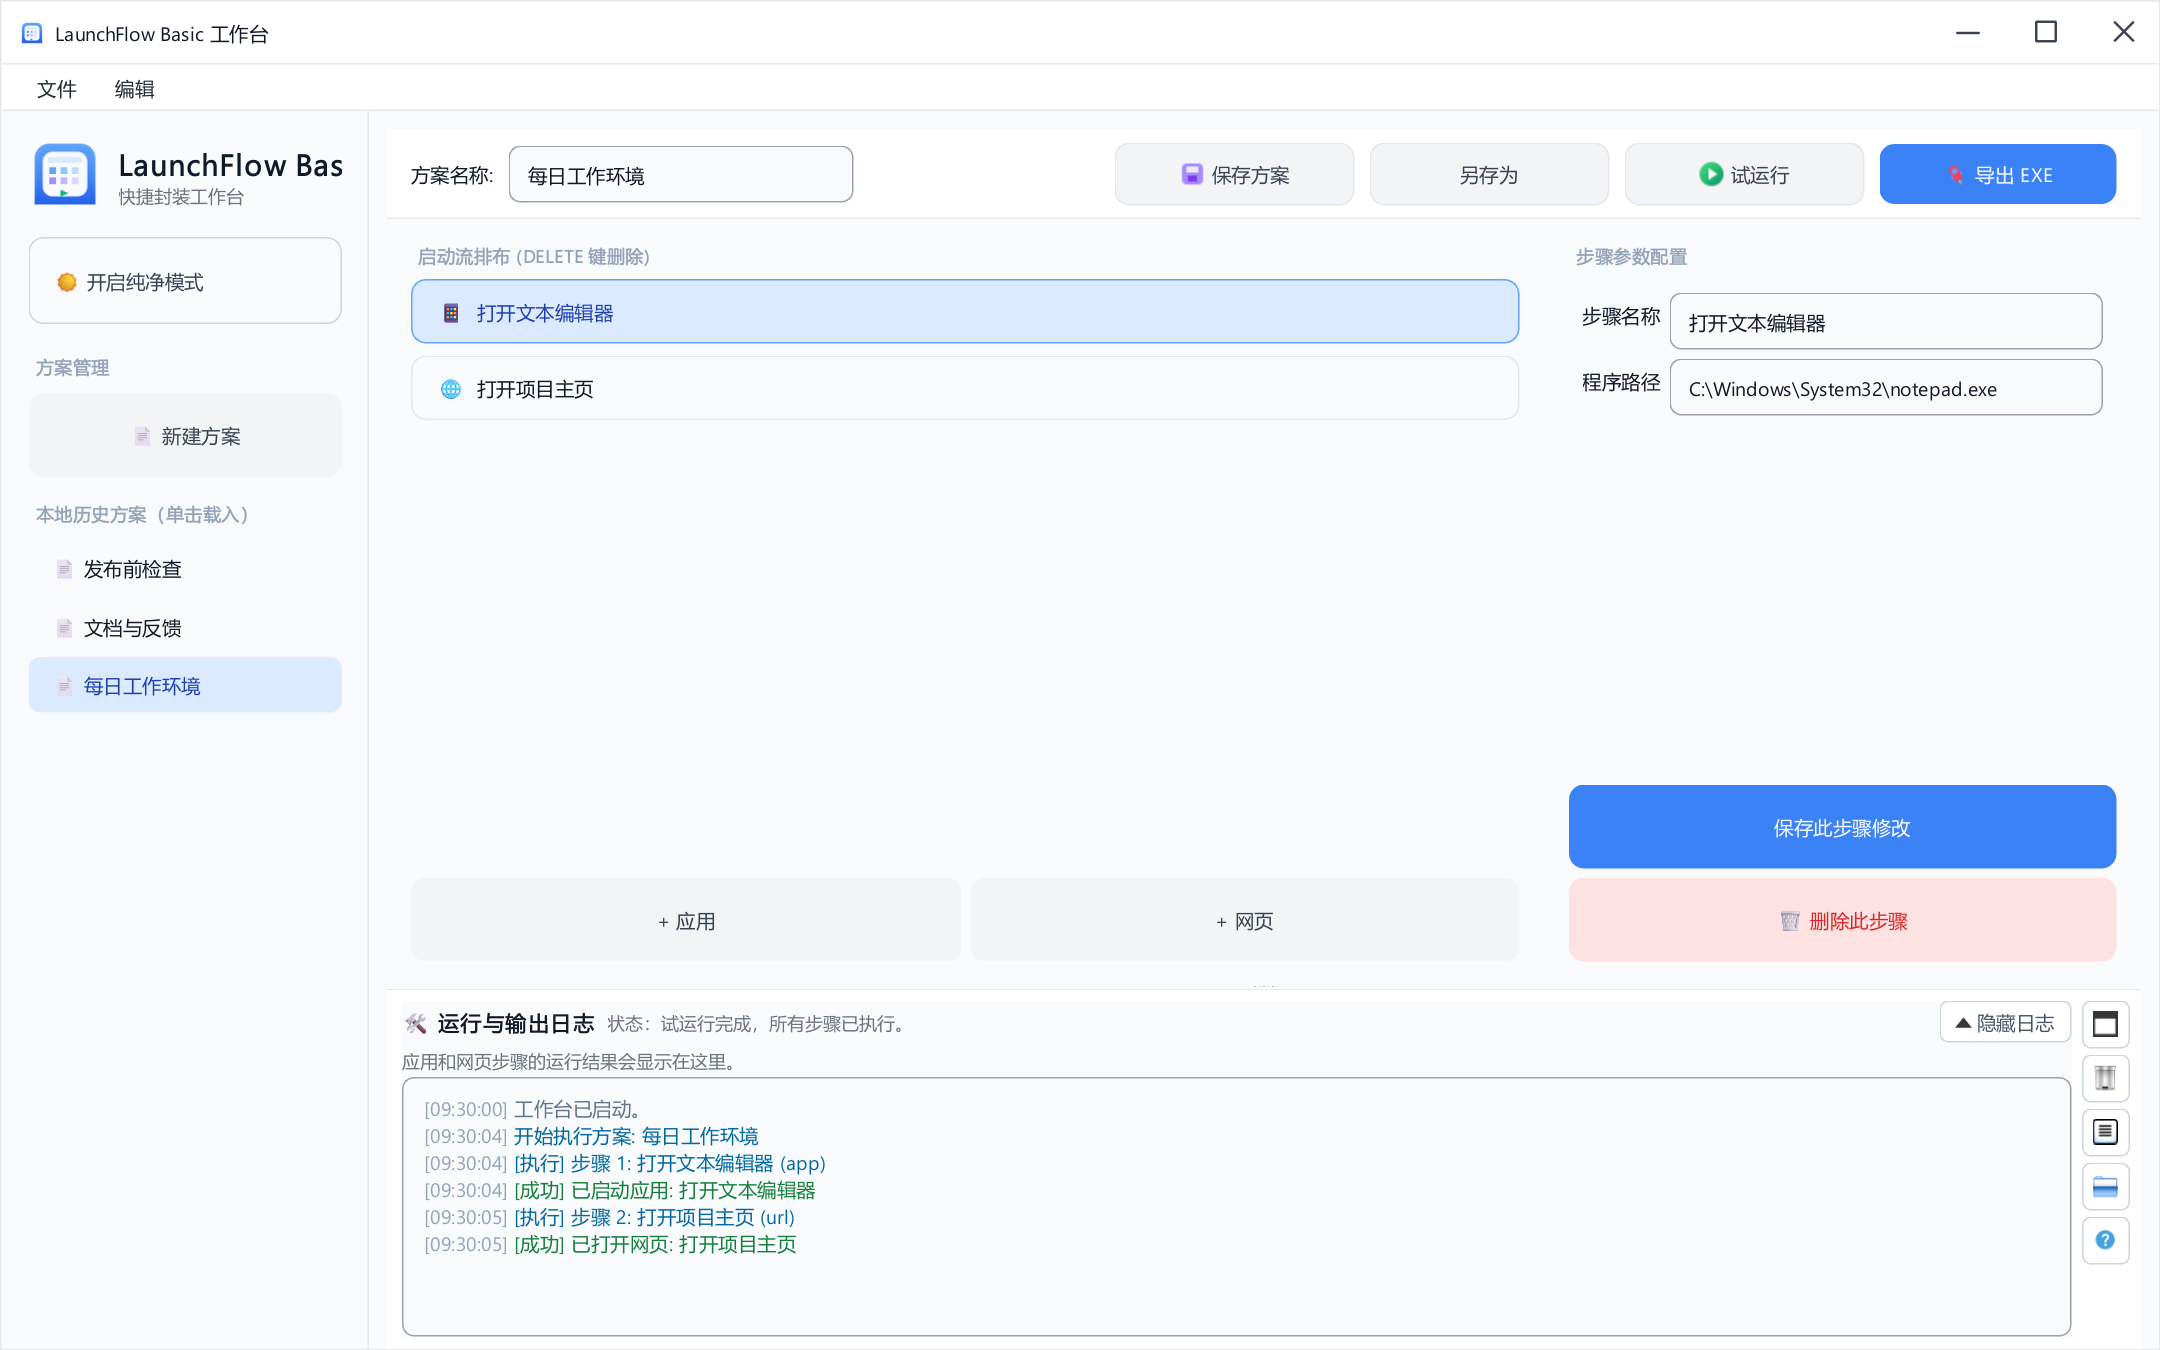 LaunchFlow Basic 工作台
文件 编辑
LaunchFlow Bas
快捷封装工作台
开启纯净模式
方案管理
新建方案
本地历史方案（单击载入）
发布前检查
文档与反馈
每日工作环境
方案名称: 每日工作环境 保存方案 另存为 试运行 导出 EXE
启动流排布 (DELETE 键删除)
打开文本编辑器
打开项目主页
+ 应用 + 网页
步骤参数配置
步骤名称 打开文本编辑器
程序路径 C:\Windows\System32\notepad.exe
保存此步骤修改
删除此步骤
运行与输出日志 状态：试运行完成，所有步骤已执行。 隐藏日志
应用和网页步骤的运行结果会显示在这里。
[09:30:00] 工作台已启动。
[09:30:04] 开始执行方案: 每日工作环境
[09:30:04] [执行] 步骤 1: 打开文本编辑器 (app)
[09:30:04] [成功] 已启动应用: 打开文本编辑器
[09:30:05] [执行] 步骤 2: 打开项目主页 (url)
[09:30:05] [成功] 已打开网页: 打开项目主页